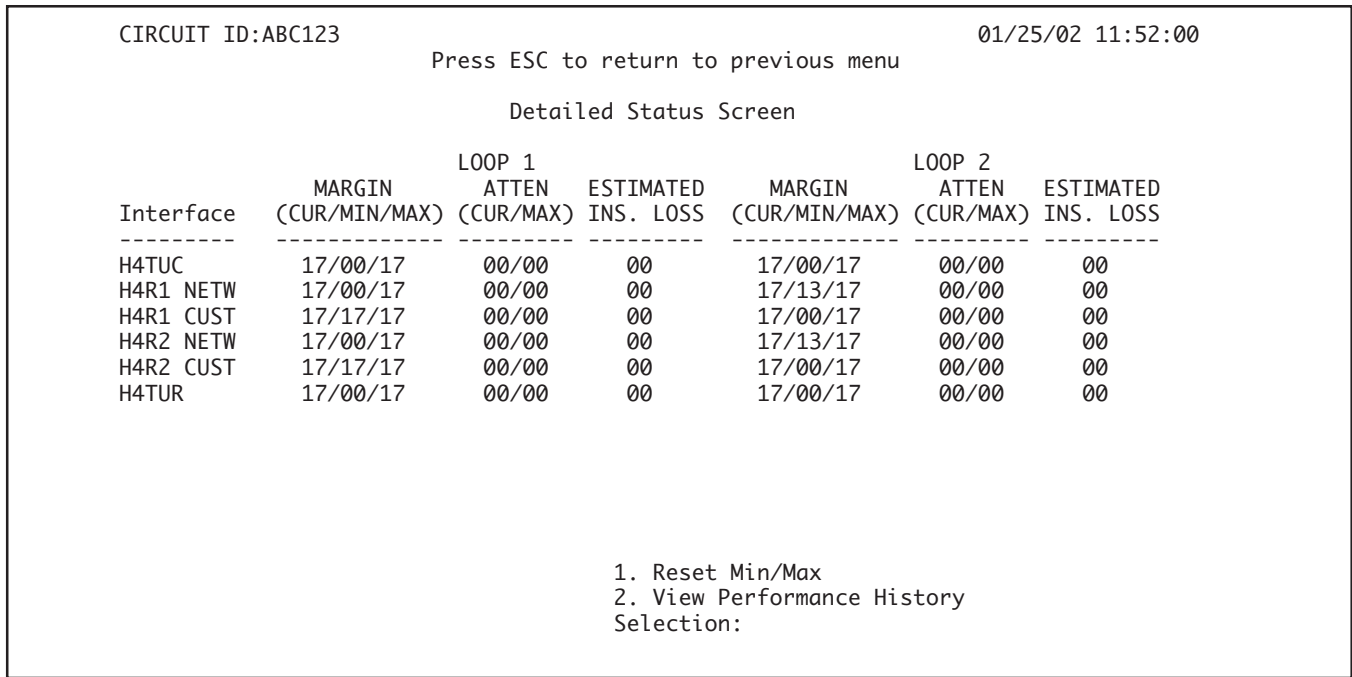 CIRCUIT ID:ABC123 01/25/02 11:52:00
Press ESC to return to previous menu
Detailed Status Screen
LOOP 1 LOOP 2
MARGIN ATTEN ESTIMATED MARGIN ATTEN ESTIMATED
Interface (CUR/MIN/MAX) (CUR/MAX) INS. LOSS (CUR/MIN/MAX) (CUR/MAX) INS. LOSS
--------- ------------- --------- --------- ------------- --------- ---------
H4TUC 17/00/17 00/00 00 17/00/17 00/00 00
H4R1 NETW 17/00/17 00/00 00 17/13/17 00/00 00
H4R1 CUST 17/17/17 00/00 00 17/00/17 00/00 00
H4R2 NETW 17/00/17 00/00 00 17/13/17 00/00 00
H4R2 CUST 17/17/17 00/00 00 17/00/17 00/00 00
H4TUR 17/00/17 00/00 00 17/00/17 00/00 00
1. Reset Min/Max
2. View Performance History
Selection: